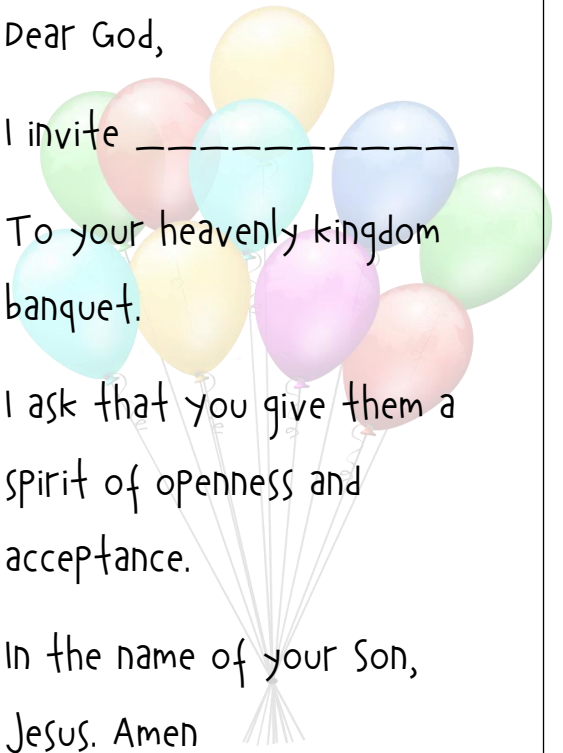 Dear God,
I invite __________
To your heavenly kingdom
banquet.
I ask that you give them a
spirit of openness and
acceptance.
In the name of your Son,
Jesus. Amen